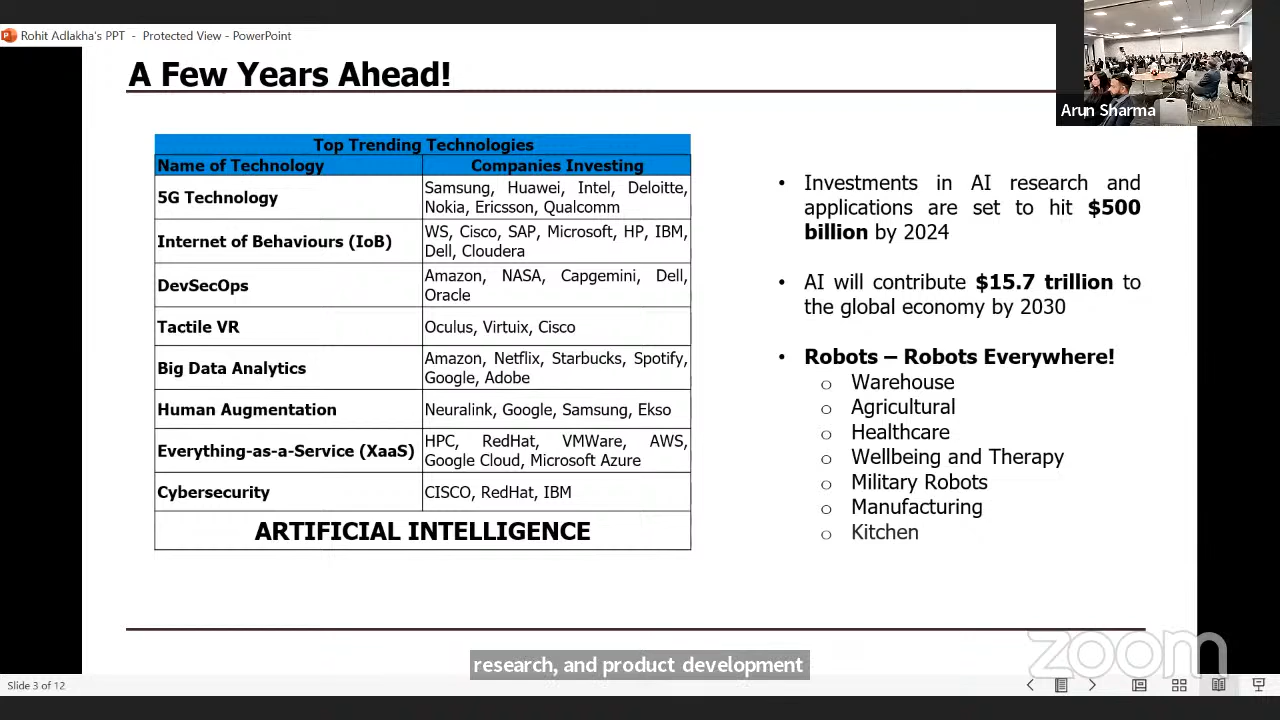 Rohit Adlakha's PPT - Protected View - PowerPoint
A Few Years Ahead!
Arun Sharma
Top Trending Technologies
Name of Technology Companies Investing
5G Technology
Samsung, Huawei, Intel, Deloitte,
Nokia, Ericsson, Qualcomm
Internet of Behaviours (IoB)
WS, Cisco, SAP, Microsoft, HP, IBM,
Dell, Cloudera
DevSecOps
Amazon, NASA, Capgemini, Dell,
Oracle
Tactile VR
Oculus, Virtuix, Cisco
Big Data Analytics
Amazon, Netflix, Starbucks, Spotify,
Google, Adobe
Human Augmentation
Neuralink, Google, Samsung, Ekso
Everything-as-a-Service (XaaS)
HPC, RedHat, VMWare, AWS,
Google Cloud, Microsoft Azure
Cybersecurity
CISCO, RedHat, IBM
ARTIFICIAL INTELLIGENCE
• Investments in AI research and
applications are set to hit $500
billion by 2024
• AI will contribute $15.7 trillion to
the global economy by 2030
• Robots – Robots Everywhere!
o Warehouse
o Agricultural
o Healthcare
o Wellbeing and Therapy
o Military Robots
o Manufacturing
o Kitchen
research, and product development
zoom
Slide 3 of 12